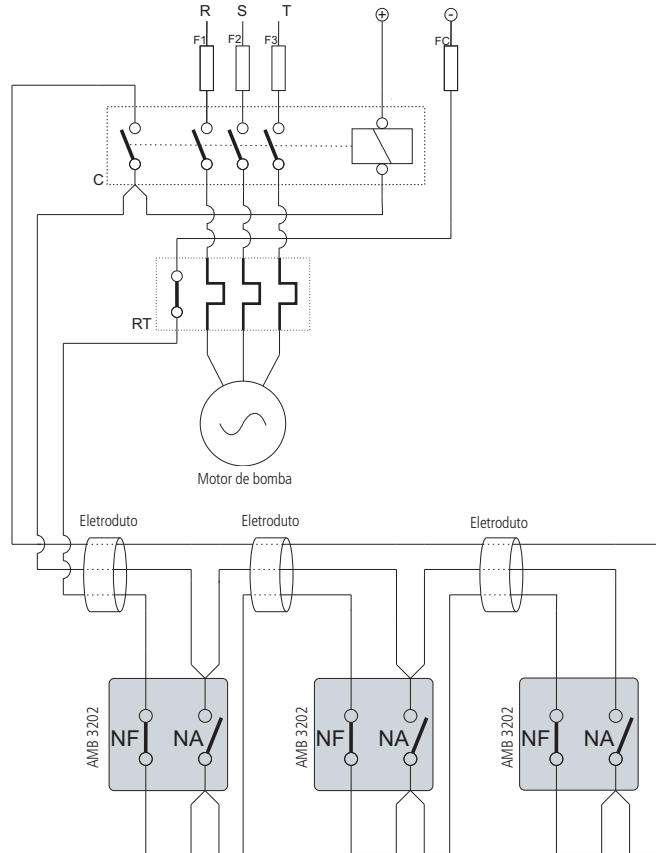 R S T
+ -
F1 F2 F3 FC
C
RT
Motor de bomba
Eletroduto Eletroduto Eletroduto
AMB 3202 NF NA AMB 3202 NF NA AMB 3202 NF NA